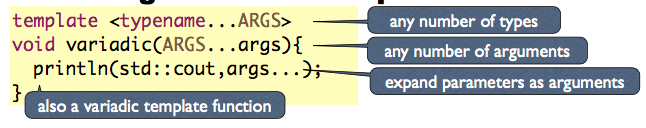 template <typename...ARGS>
any number of types
void variadic(ARGS...args){
any number of arguments
println(std::cout,args...);
expand parameters as arguments
}
also a variadic template function